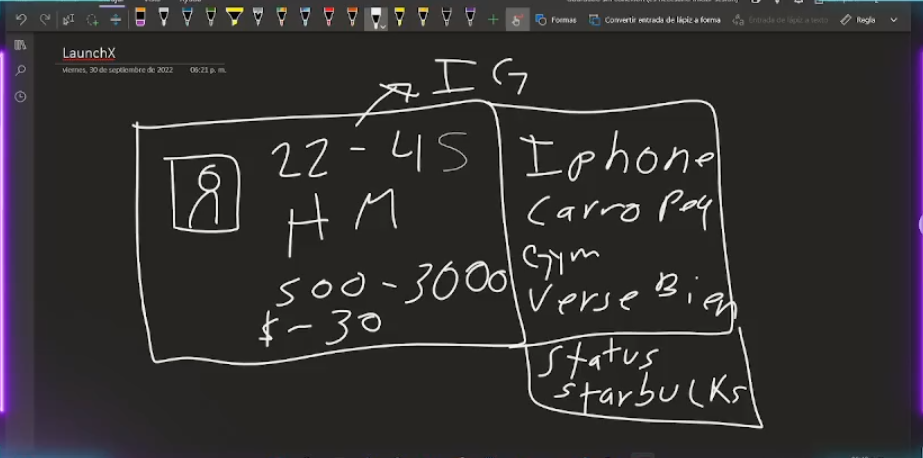 Formas
Convertir entrada de lápiz a forma
Entrada de lápiz a texto
Regla
LaunchX
viernes, 30 de septiembre de 2022 06:21 p. m.
IG
22 - 45
H M
500 - 3000
$ - 30
Iphone
Carro Peq
Gym
Verse Bien
Status
starbucks